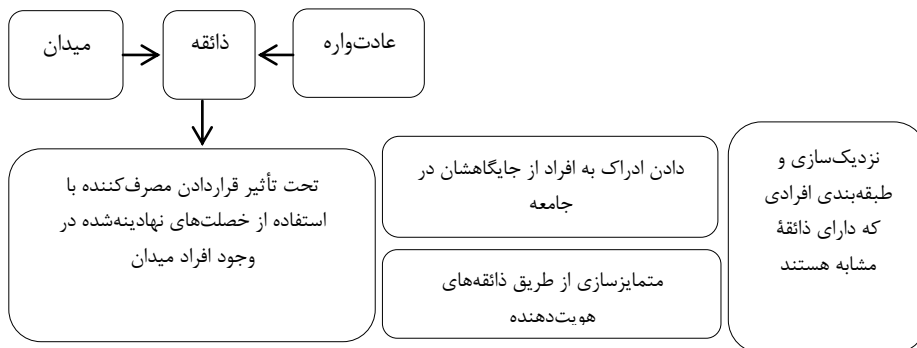 عادت‌واره
ذائقه
میدان
نزدیک‌سازی و
طبقه‌بندی افرادی
که دارای ذائقۀ
مشابه هستند
دادن ادراک به افراد از جایگاهشان در
جامعه
متمایزسازی از طریق ذائقه‌های
هویت‌دهنده
تحت تأثیر قراردادن مصرف‌کننده با
استفاده از خصلت‌های نهادینه‌شده در
وجود افراد میدان